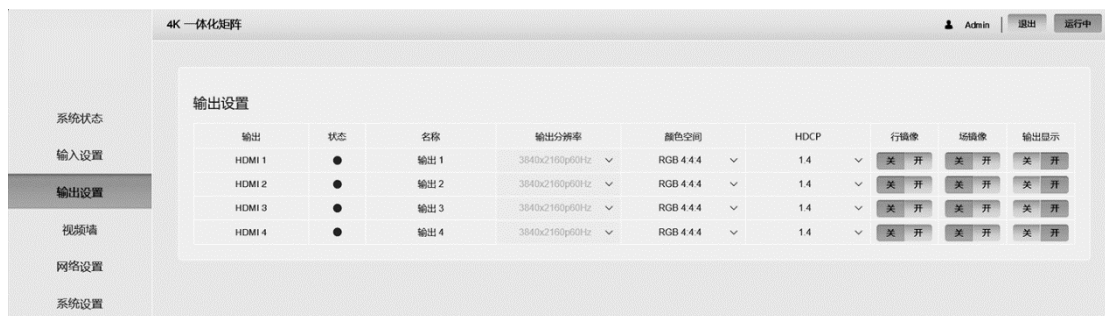 4K 一体化矩阵 Admin 退出 运行中
系统状态
输入设置
输出设置
视频墙
网络设置
系统设置
输出设置
输出 状态 名称 输出分辨率 颜色空间 HDCP 行镜像 场镜像 输出显示
HDMI 1 输出 1 3840x2160p60Hz RGB 4:4:4 1.4 关 开 关 开 关 开
HDMI 2 输出 2 3840x2160p60Hz RGB 4:4:4 1.4 关 开 关 开 关 开
HDMI 3 输出 3 3840x2160p60Hz RGB 4:4:4 1.4 关 开 关 开 关 开
HDMI 4 输出 4 3840x2160p60Hz RGB 4:4:4 1.4 关 开 关 开 关 开